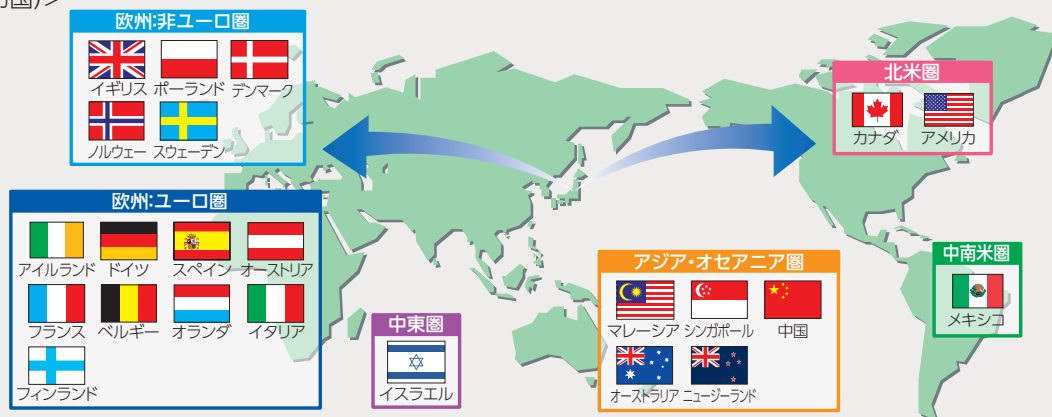 国)>
欧州:非ユーロ圏
イギリス ポーランド デンマーク
ノルウェー スウェーデン
北米圏
カナダ アメリカ
欧州:ユーロ圏
アイルランド ドイツ スペイン オーストリア
フランス ベルギー オランダ イタリア
フィンランド
中東圏
イスラエル
アジア・オセアニア圏
マレーシア シンガポール 中国
オーストラリア ニュージーランド
中南米圏
メキシコ